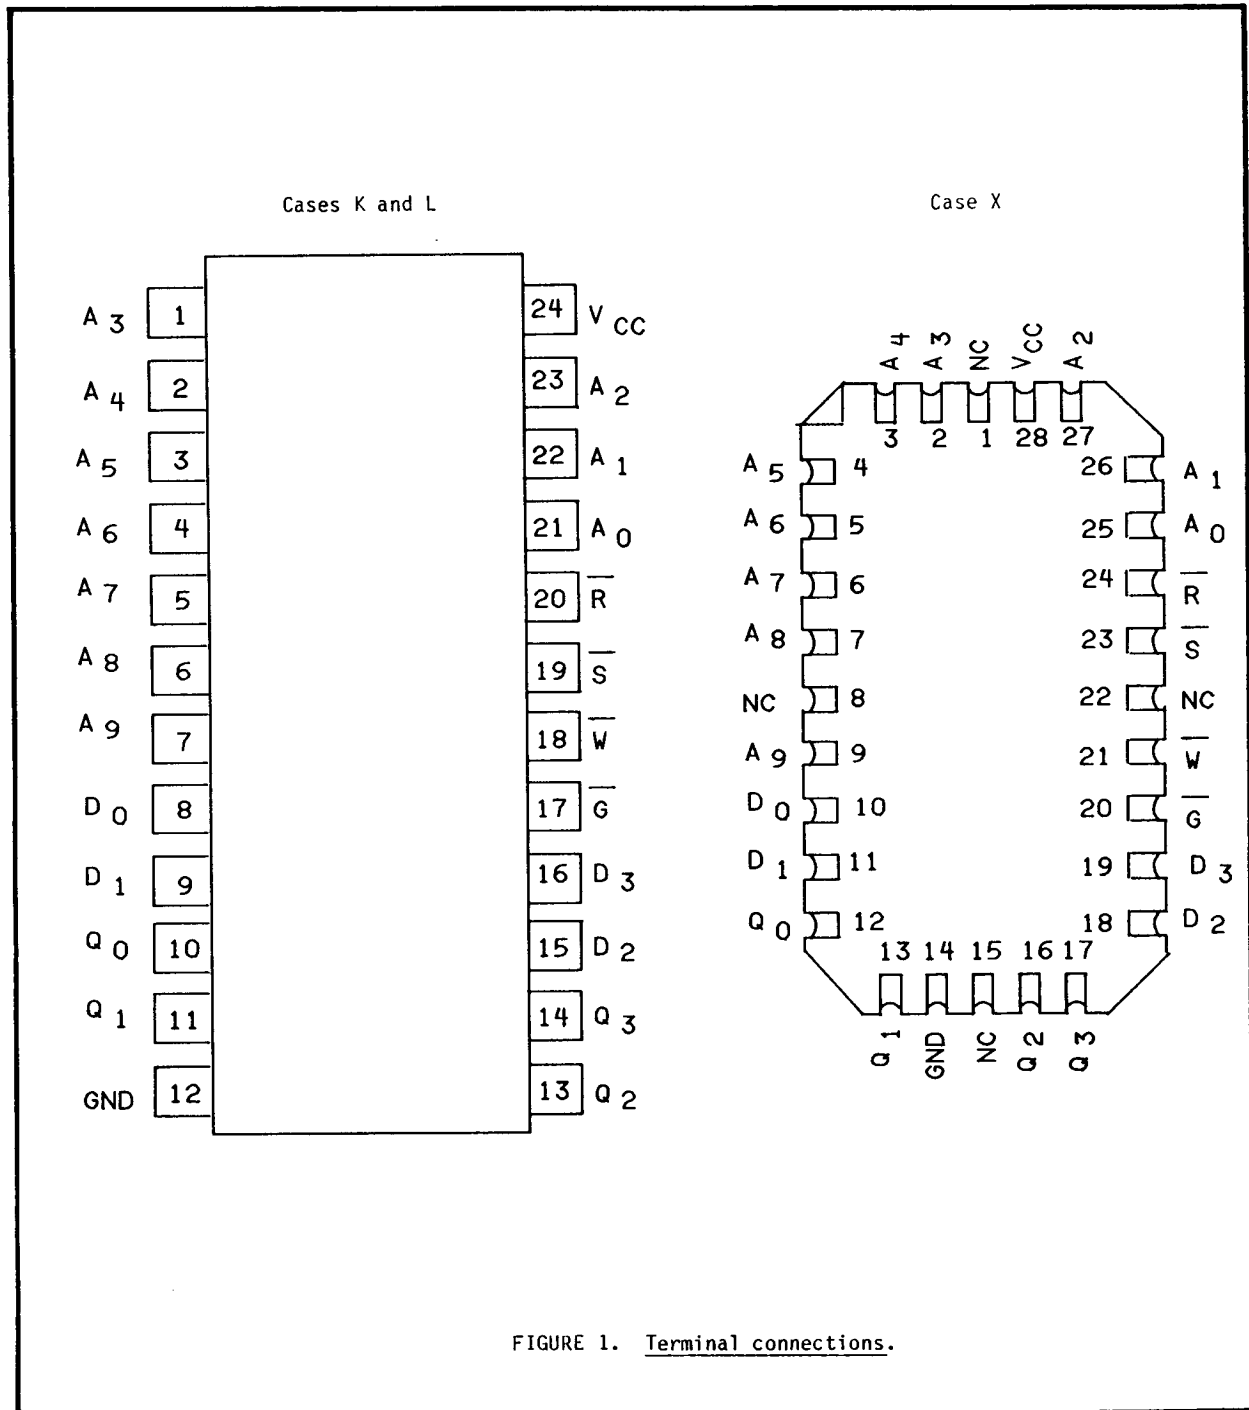 Cases K and L
A3 1
A4 2
A5 3
A6 4
A7 5
A8 6
A9 7
D0 8
D1 9
Q0 10
Q1 11
GND 12
24 VCC
23 A2
22 A1
21 A0
20 R̅
19 S̅
18 W̅
17 G̅
16 D3
15 D2
14 Q3
13 Q2
Case X
A4 A3 NC VCC A2
3 2 1 28 27
A5 4
A6 5
A7 6
A8 7
NC 8
A9 9
D0 10
D1 11
Q0 12
26 A1
25 A0
24 R̅
23 S̅
22 NC
21 W̅
20 G̅
19 D3
18 D2
13 14 15 16 17
Q1 GND NC Q2 Q3
FIGURE 1. Terminal connections.